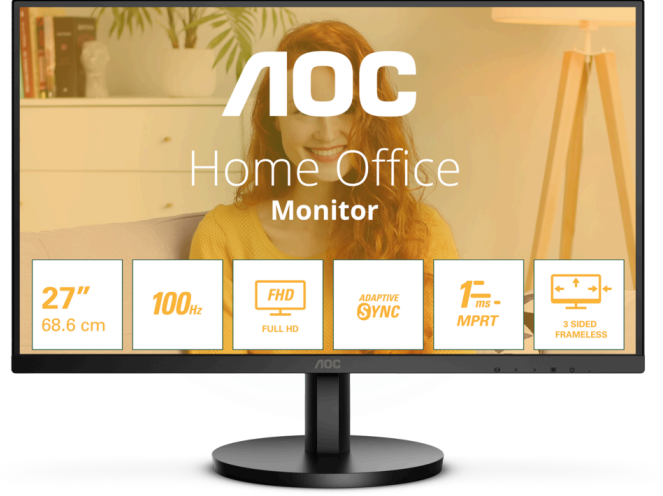 AOC
Home Office
Monitor
27”
68.6 cm
100Hz
FHD
FULL HD
ADAPTIVE
SYNC
1ms-
MPRT
3 SIDED
FRAMELESS
AOC